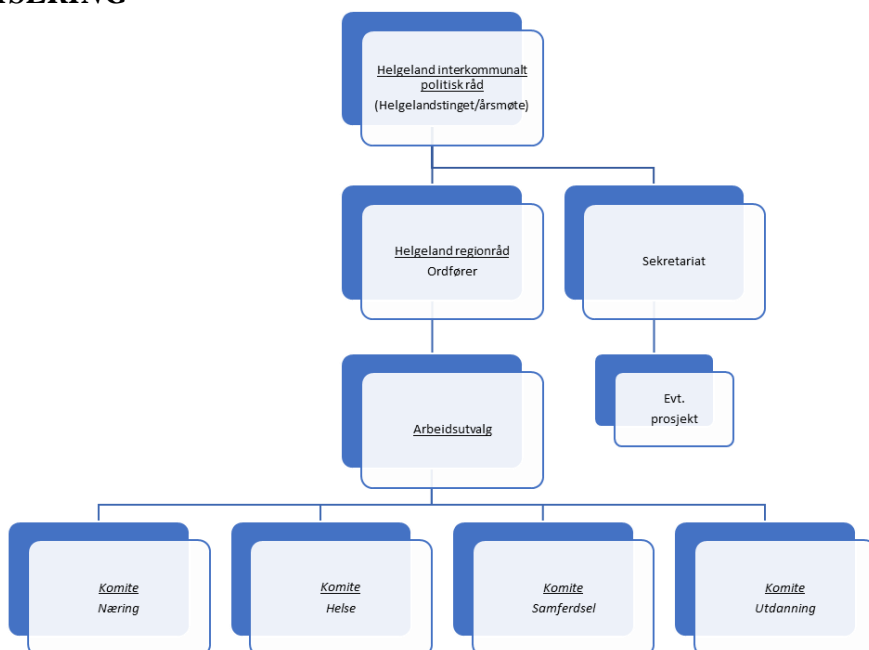 Helgeland interkommunalt
politisk råd
(Helgelandstinget/årsmøte)
Helgeland regionråd
Ordfører
Sekretariat
Arbeidsutvalg
Evt.
prosjekt
Komite
Næring
Komite
Helse
Komite
Samferdsel
Komite
Utdanning